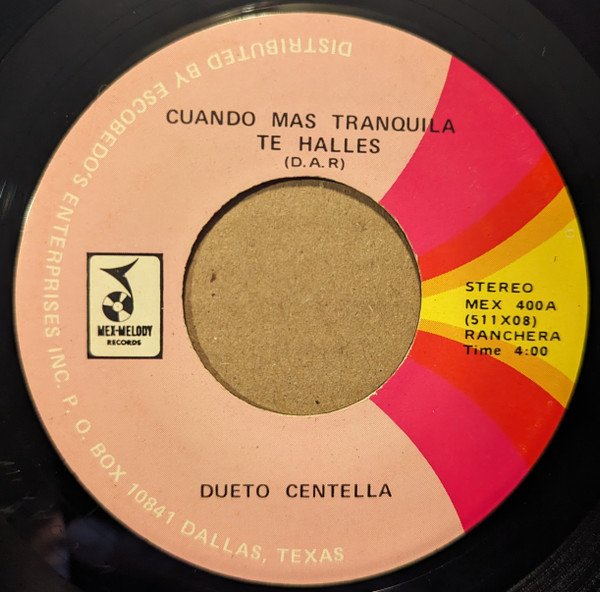 CUANDO MAS TRANQUILA
TE HALLES
(D.A.R)
MEX-MELODY
RECORDS
STEREO
MEX 400A
(511X08)
RANCHERA
Time 4:00
DUETO CENTELLA
DISTRIBUTED BY ESCOBEDO'S ENTERPRISES INC. P. O. BOX 10841 DALLAS, TEXAS